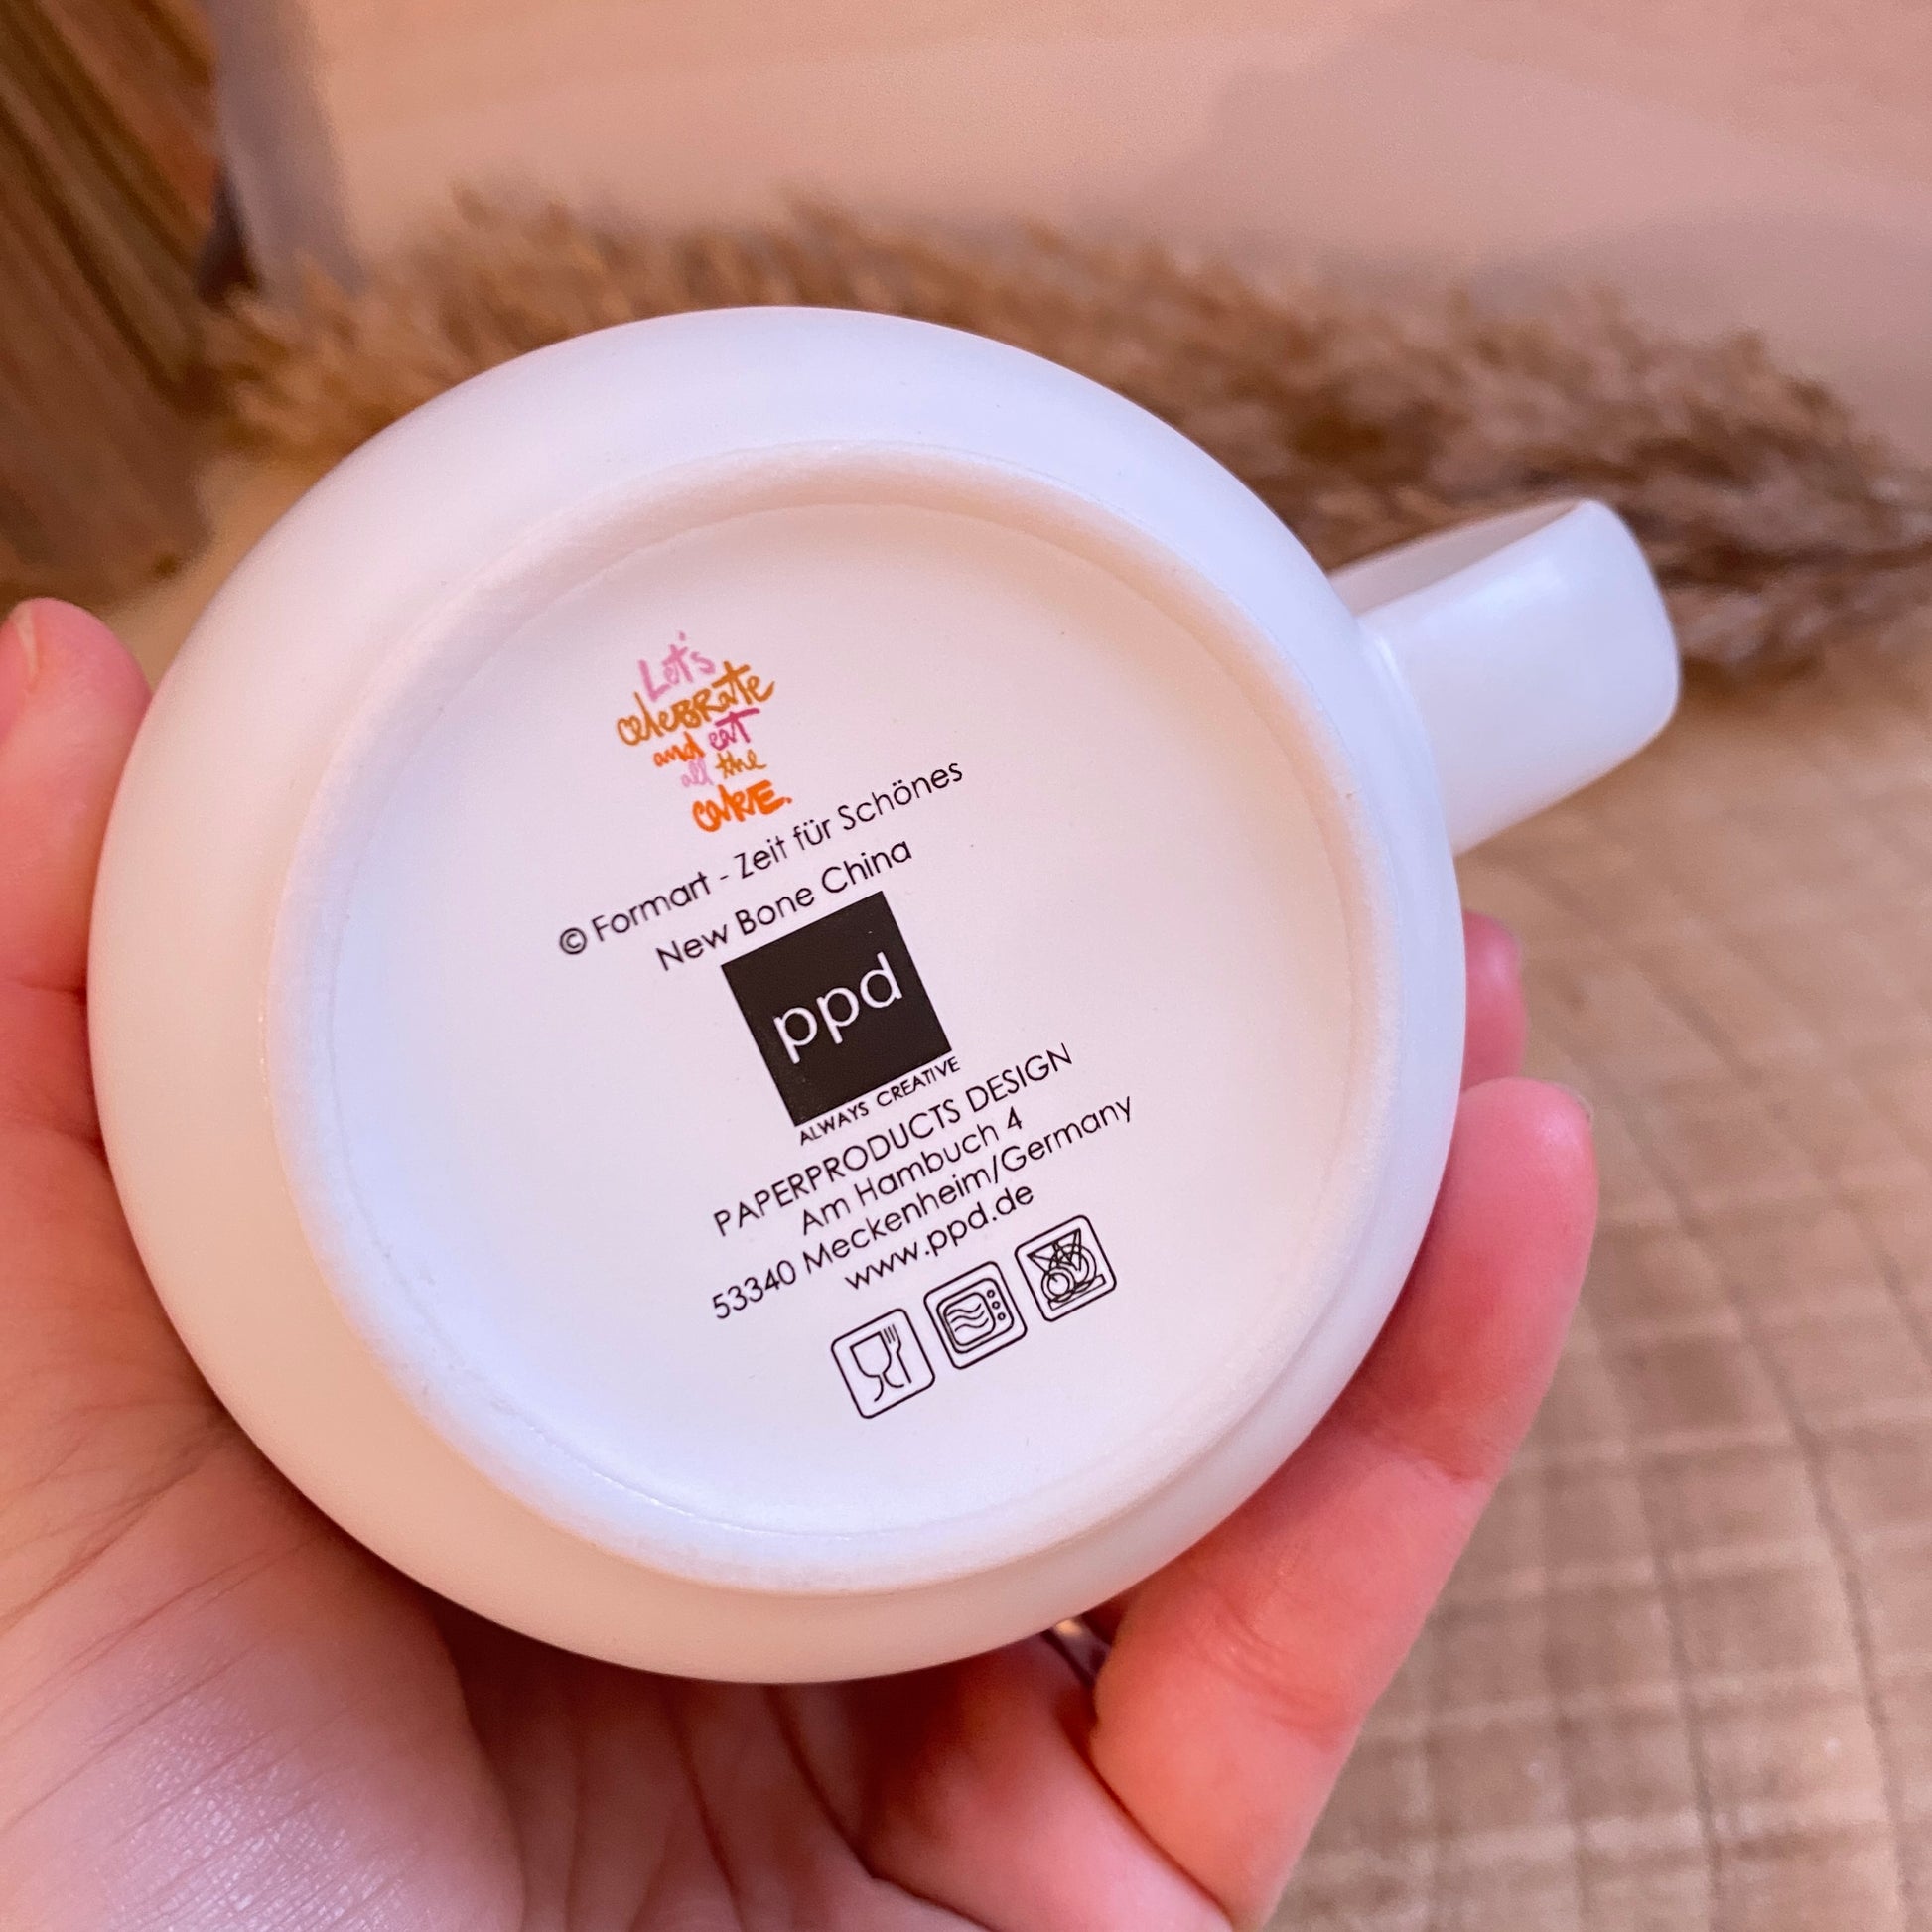 Let's
celebrate
and eat
all the
cake.
© Formart - Zeit für Schönes
New Bone China
ppd
ALWAYS CREATIVE
PAPERPRODUCTS DESIGN
Am Hambuch 4
53340 Meckenheim/Germany
www.ppd.de